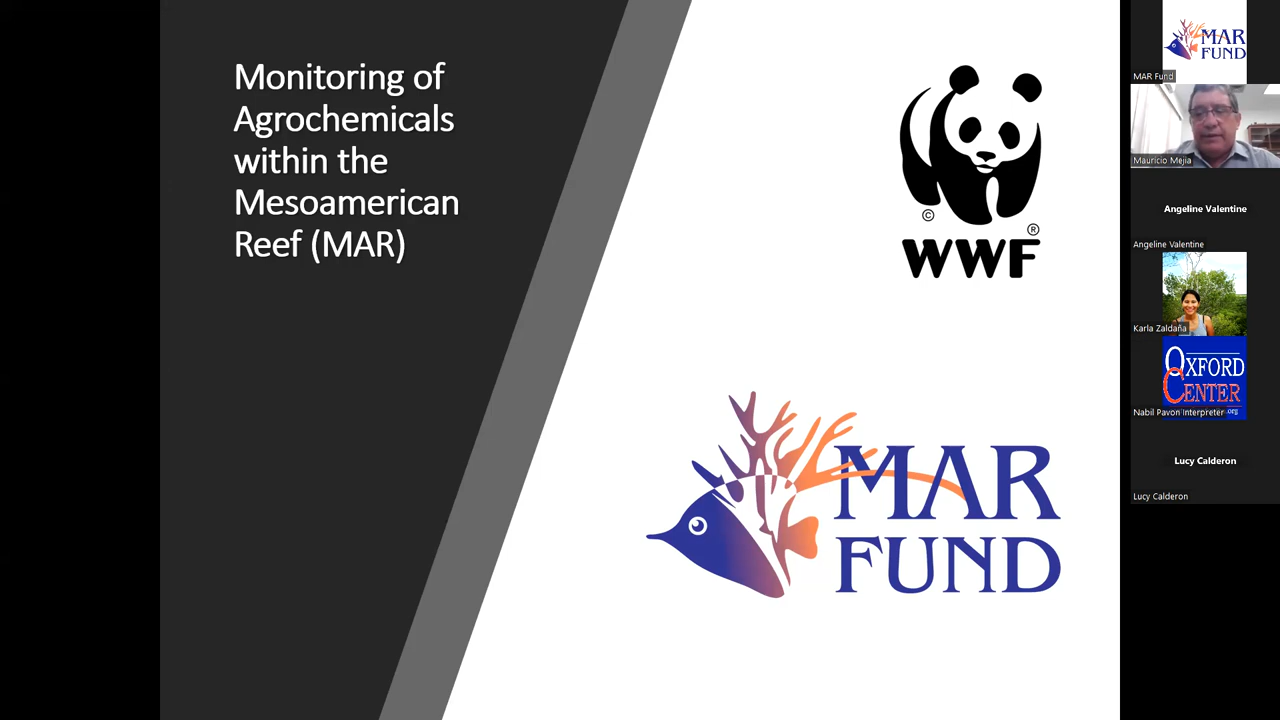 Monitoring of
Agrochemicals
within the
Mesoamerican
Reef (MAR)
©
®
WWF
MAR
FUND
MAR
FUND
MAR Fund
Mauricio Mejia
Angeline Valentine
Angeline Valentine
Karla Zaldaña
OXFORD
CENTER
.org
Nabil Pavon Interpreter
Lucy Calderon
Lucy Calderon